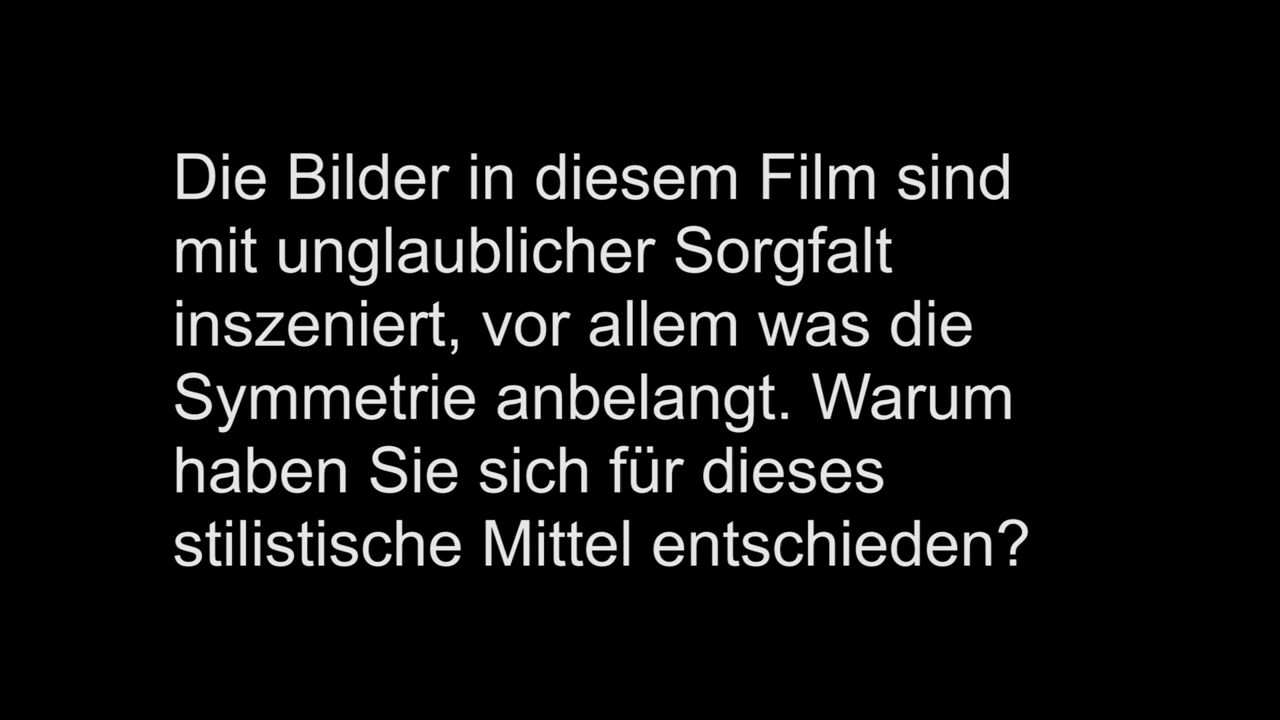 Die Bilder in diesem Film sind
mit unglaublicher Sorgfalt
inszeniert, vor allem was die
Symmetrie anbelangt. Warum
haben Sie sich für dieses
stilistische Mittel entschieden?